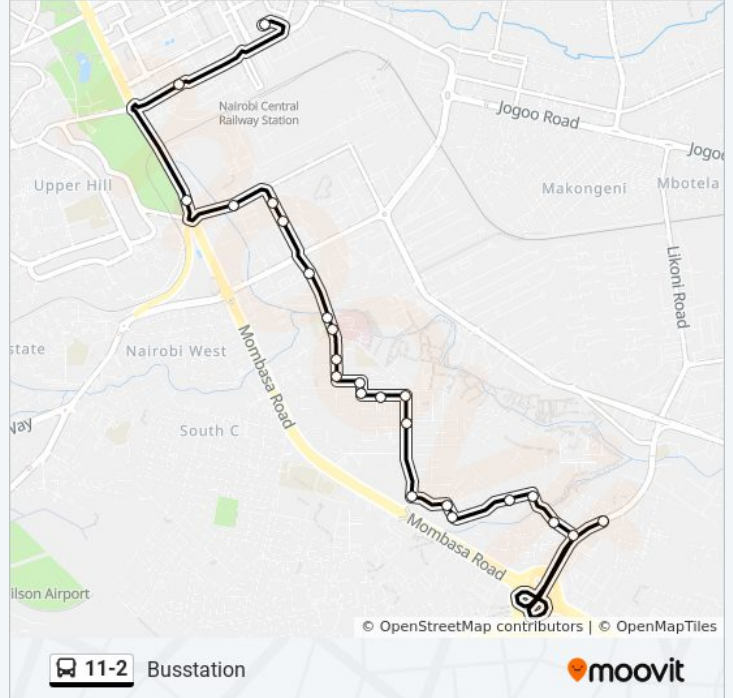 Nairobi Central
Railway Station
Jogoo Road
Jogoo
Upper Hill
Makongeni
Mbotela
Likoni Road
state
Nairobi West
Mombasa Road
way
South C
Mombasa Road
ilson Airport
© OpenStreetMap contributors | © OpenMapTiles
11-2 Busstation
moovit